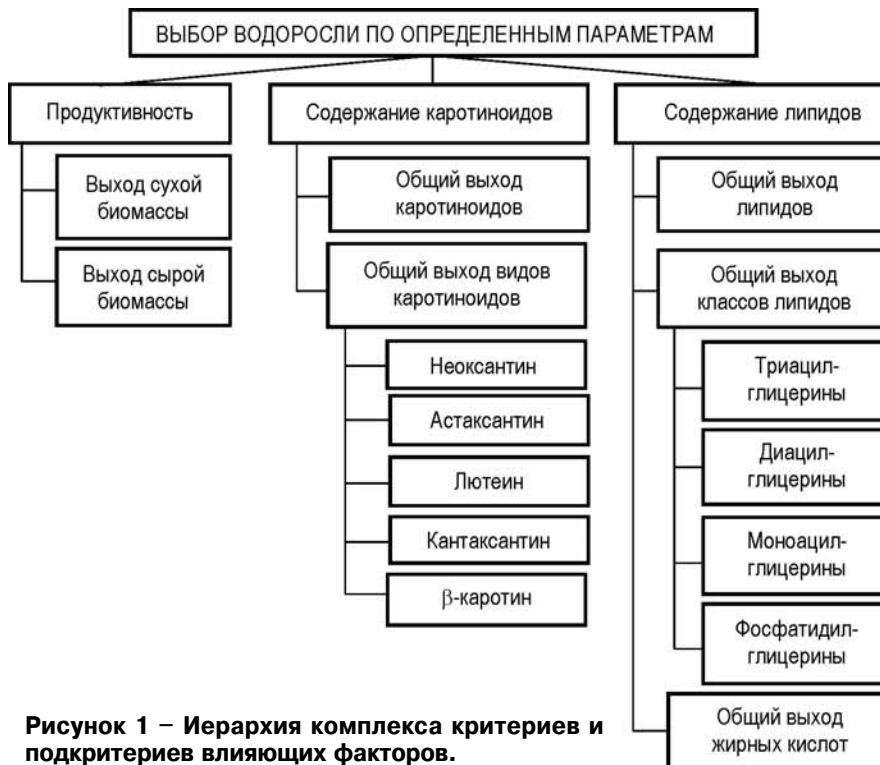 ВЫБОР ВОДОРОСЛИ ПО ОПРЕДЕЛЕННЫМ ПАРАМЕТРАМ
Продуктивность
Выход сухой
биомассы
Выход сырой
биомассы
Содержание каротиноидов
Общий выход
каротиноидов
Общий выход видов
каротиноидов
Неоксантин
Астаксантин
Лютеин
Кантаксантин
β-каротин
Содержание липидов
Общий выход
липидов
Общий выход
классов липидов
Триацил-
глицерины
Диацил-
глицерины
Моноацил-
глицерины
Фосфатидил-
глицерины
Общий выход
жирных кислот
Рисунок 1 – Иерархия комплекса критериев и
подкритериев влияющих факторов.